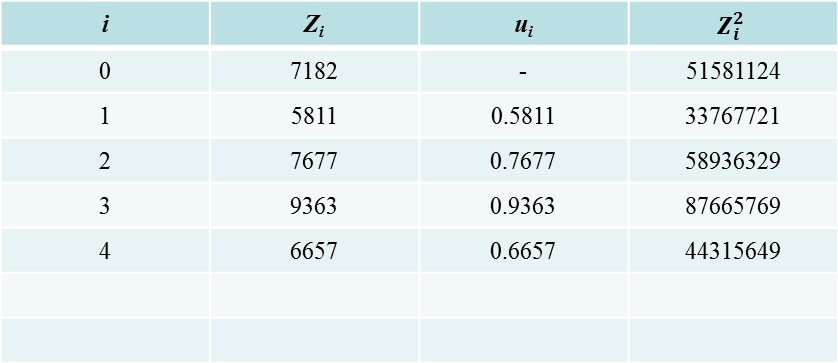 i Z_i u_i Z_i^2
0 7182 - 51581124
1 5811 0.5811 33767721
2 7677 0.7677 58936329
3 9363 0.9363 87665769
4 6657 0.6657 44315649